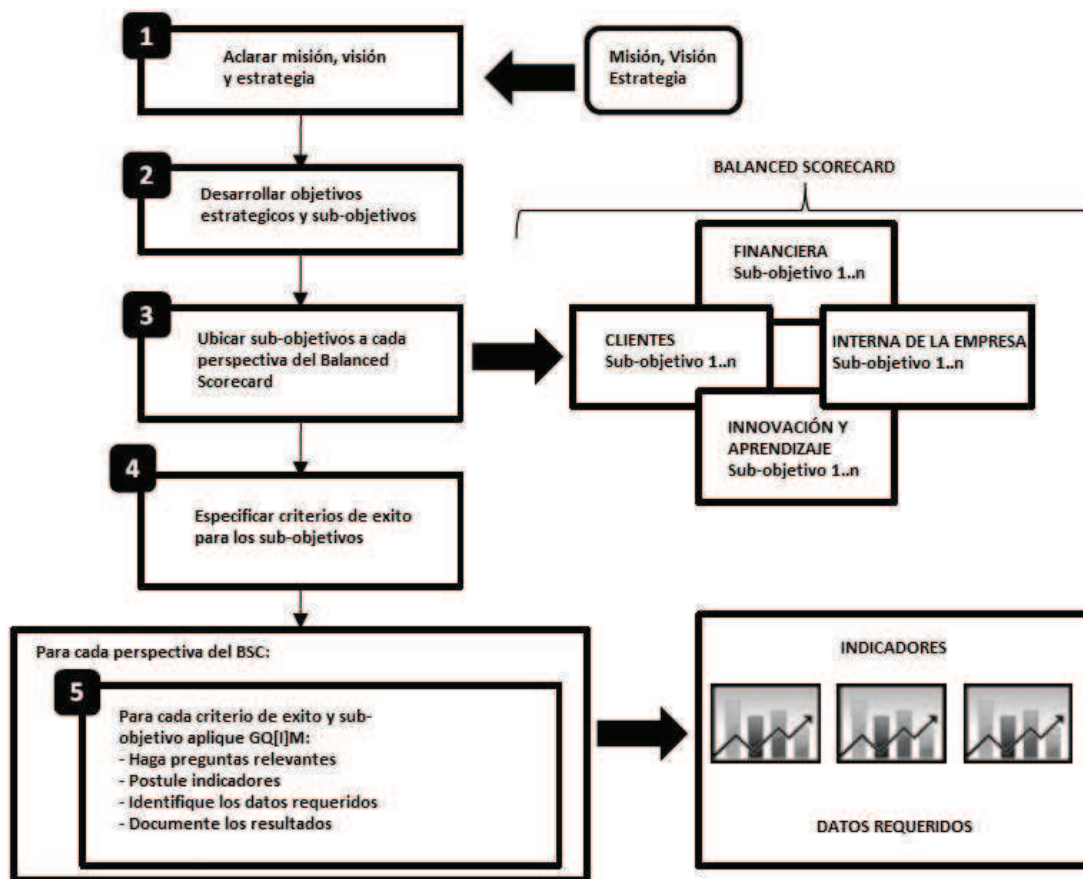 1
Aclarar misión, visión
y estrategia
Misión, Visión
Estrategia
2
Desarrollar objetivos
estrategicos y sub-objetivos
BALANCED SCORECARD
FINANCIERA
Sub-objetivo 1..n
3
Ubicar sub-objetivos a cada
perspectiva del Balanced
Scorecard
CLIENTES
Sub-objetivo 1..n
INTERNA DE LA EMPRESA
Sub-objetivo 1..n
INNOVACIÓN Y
APRENDIZAJE
Sub-objetivo 1..n
4
Especificar criterios de exito
para los sub-objetivos
Para cada perspectiva del BSC:
5
Para cada criterio de exito y sub-
objetivo aplique GQ[I]M:
- Haga preguntas relevantes
- Postule indicadores
- Identifique los datos requeridos
- Documente los resultados
INDICADORES
DATOS REQUERIDOS